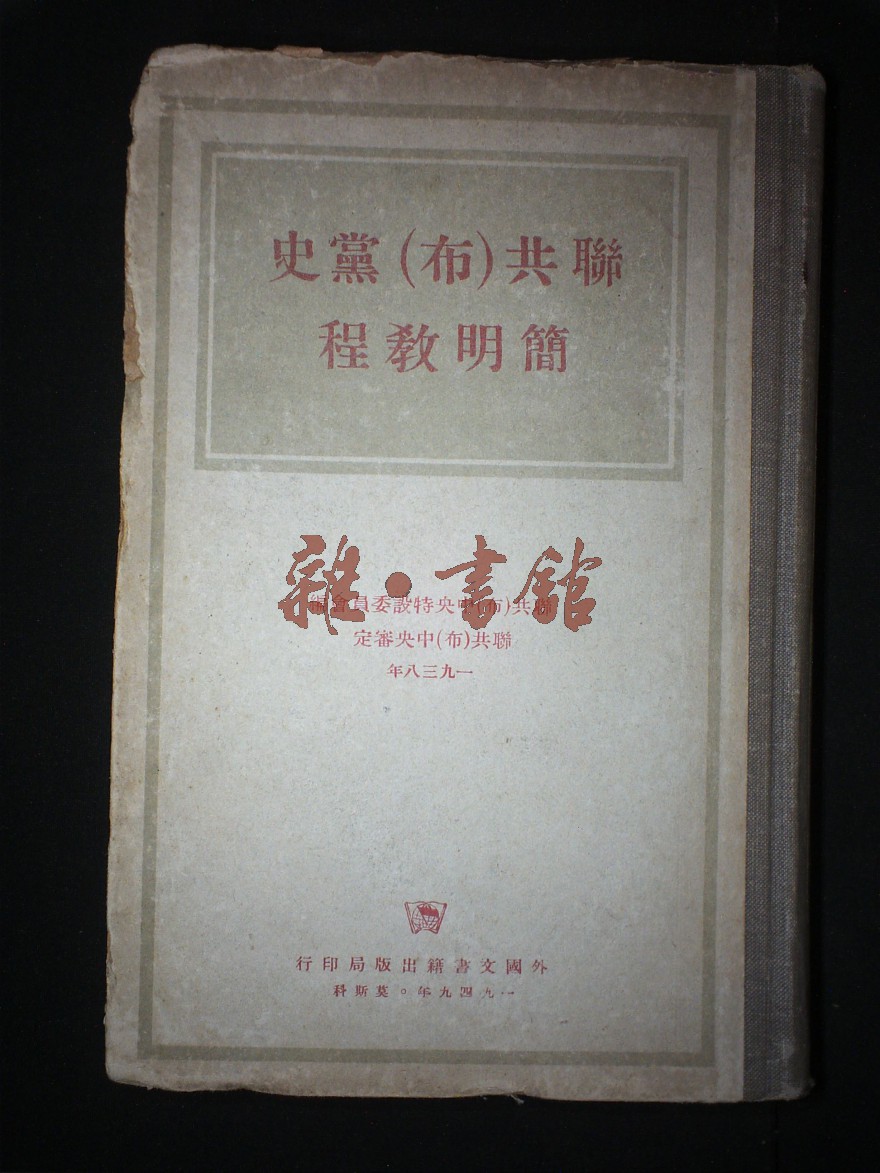 聯共(布)黨史
簡明教程
雜·書館
聯共(布)中央特設委員會編
聯共(布)中央審定
一九三八年
外國文書籍出版局印行
一九四九年。莫斯科